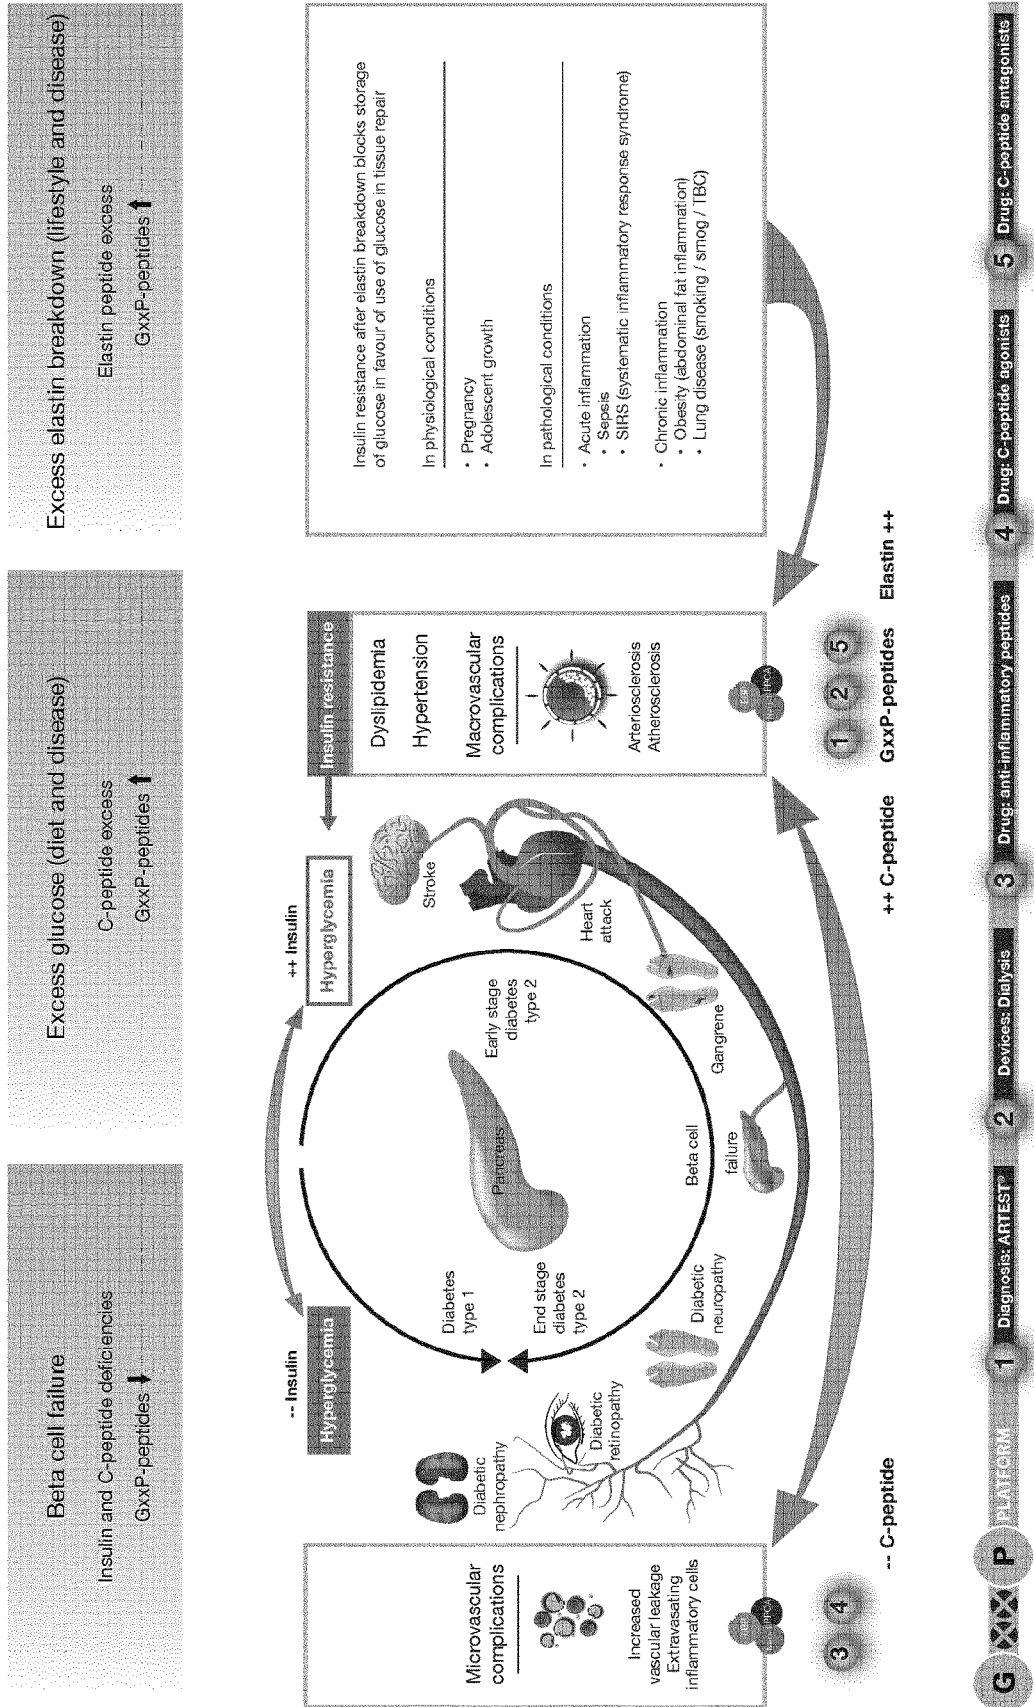 Beta cell failure
Insulin and C-peptide deficiencies
GxxP-peptides
Excess glucose (diet and disease)
C-peptide excess
GxxP-peptides
Excess elastin breakdown (lifestyle and disease)
Elastin peptide excess
GxxP-peptides
-- Insulin
Hyperglycemia
++ Insulin
Hyperglycemia
Insulin resistance
Microvascular
complications
Increased
vascular leakage
Extravasating
inflammatory cells
Diabetic
nephropathy
Diabetic
retinopathy
Diabetic
neuropathy
Diabetes
type 1
End stage
diabetes
type 2
Pancreas
Early stage
diabetes
type 2
Beta cell
failure
Stroke
Heart
attack
Gangrene
Dyslipidemia
Hypertension
Macrovascular
complications
Arteriosclerosis
Atherosclerosis
Insulin resistance after elastin breakdown blocks storage
of glucose in favour of use of glucose in tissue repair
In physiological conditions
• Pregnancy
• Adolescent growth
In pathological conditions
• Acute inflammation
• Sepsis
• SIRS (systematic inflammatory response syndrome)
• Chronic inflammation
• Obesity (abdominal fat inflammation)
• Lung disease (smoking / smog / TBC)
3 4
1 2 5
-- C-peptide
++ C-peptide
GxxP-peptides
Elastin ++
G XX P PLATFORM
1 Diagnosis: ARTEST®
2 Devices: Dialysis
3 Drug: anti-inflammatory peptides
4 Drug: C-peptide agonists
5 Drug: C-peptide antagonists